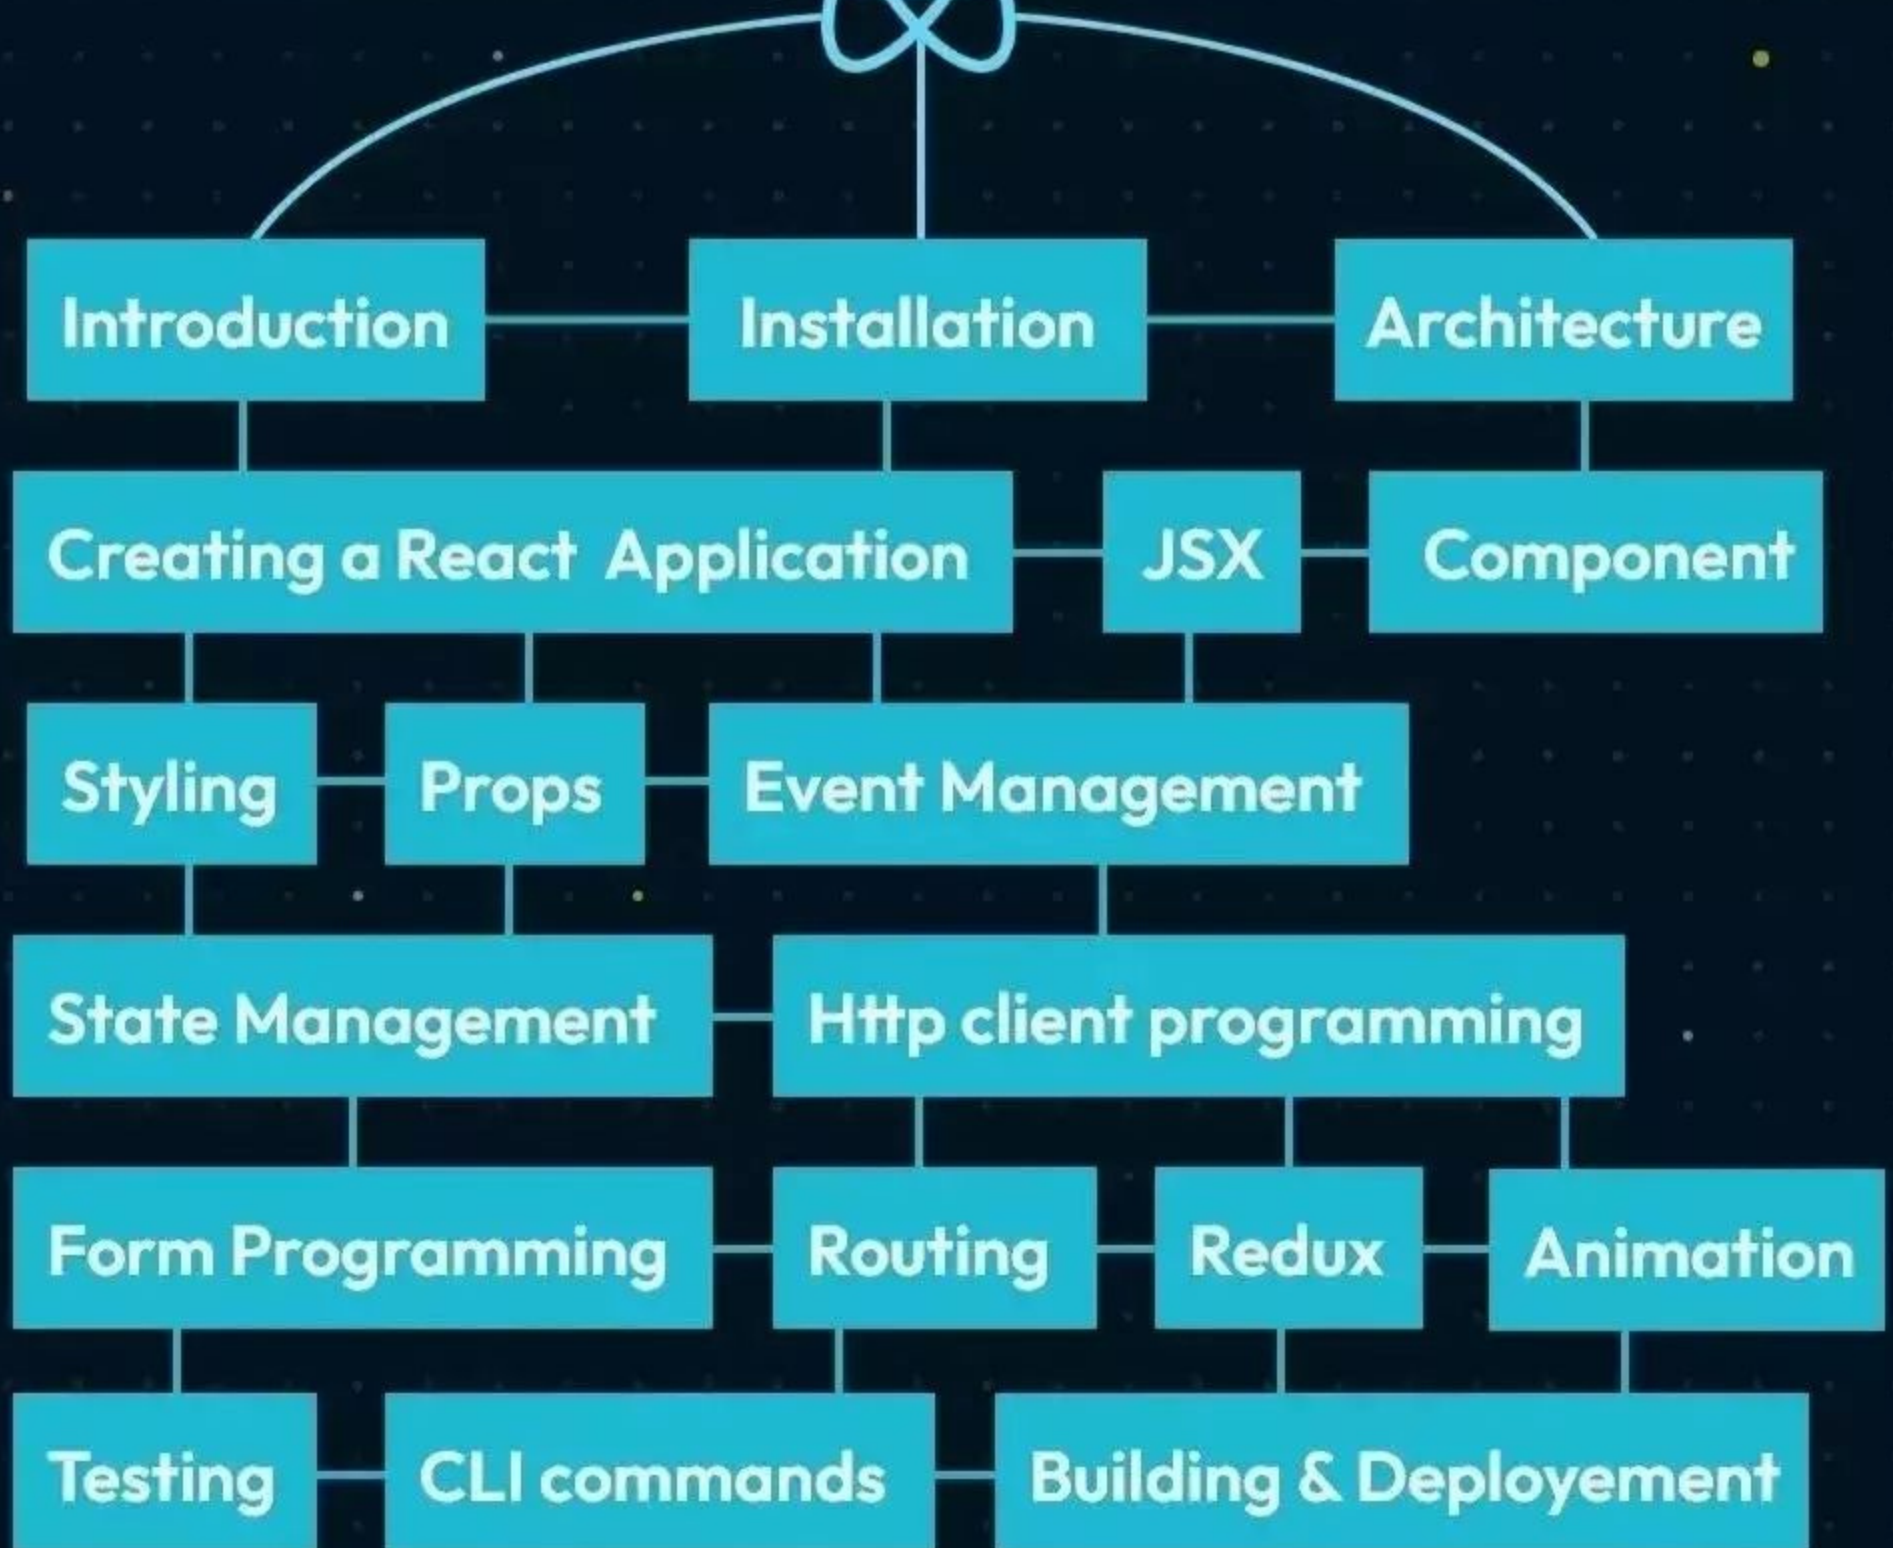 Introduction
Installation
Architecture
Creating a React Application
JSX
Component
Styling
Props
Event Management
State Management
Http client programming
Form Programming
Routing
Redux
Animation
Testing
CLI commands
Building & Deployement